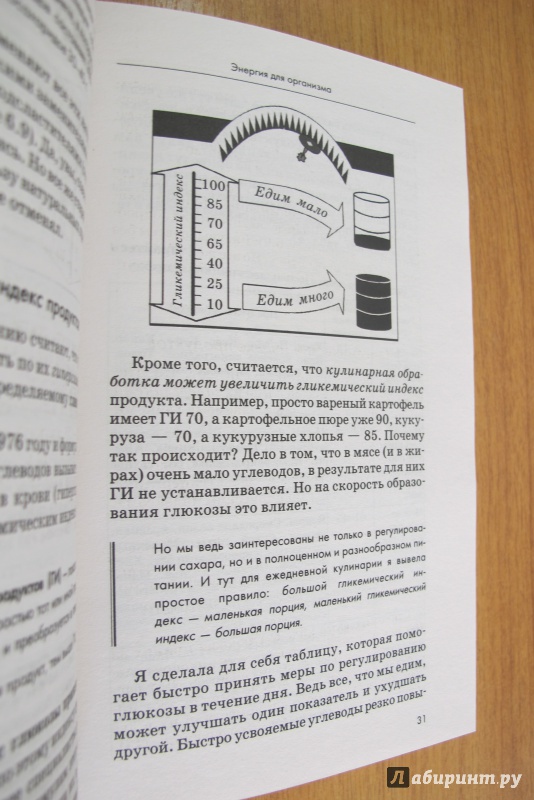 Энергия для организма
Гликемический индекс
100
85
70
65
40
25
10
Едим мало
Едим много
Кроме того, считается, что кулинарная обра-
ботка может увеличить гликемический индекс
продукта. Например, просто вареный картофель
имеет ГИ 70, а картофельное пюре уже 90, куку-
руза — 70, а кукурузные хлопья — 85. Почему
так происходит? Дело в том, что в мясе (и в жи-
рах) очень мало углеводов, в результате для них
ГИ не устанавливается. Но на скорость образо-
вания глюкозы это влияет.
Но мы ведь заинтересованы не только в регулирова-
нии сахара, но и в полноценном и разнообразном пи-
тании. И тут для ежедневной кулинарии я вывела
простое правило: большой гликемический ин-
декс — маленькая порция, маленький гликемический
индекс — большая порция.
Я сделала для себя таблицу, которая помо-
гает быстро принять меры по регулированию
глюкозы в течение дня. Ведь все, что мы едим,
может улучшать один показатель и ухудшать
другой. Быстро усвояемые углеводы резко повы-
31
Лабиринт.ру